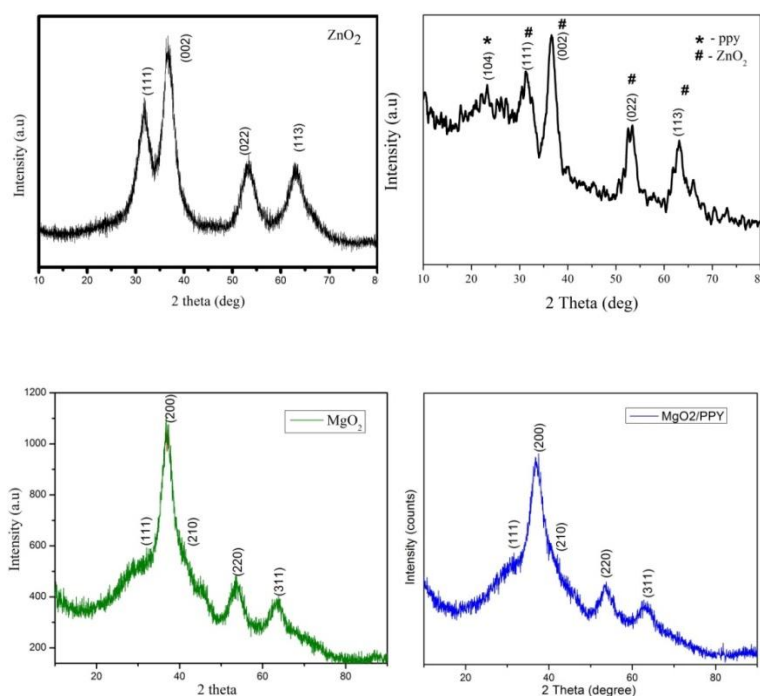 ZnO₂
(111)
(002)
(022)
(113)
Intensity (a.u)
10 20 30 40 50 60 70 8
2 theta (deg)
* - ppy
# - ZnO₂
*
(104)
#
(111)
#
(002)
#
(022)
#
(113)
Intensity (a.u)
10 20 30 40 50 60 70 80
2 Theta (deg)
MgO₂
1200
1000
800
600
400
200
(111)
(200)
(210)
(220)
(311)
Intensity (a.u)
20 40 60 80
2 theta
MgO2/PPY
(111)
(200)
(210)
(220)
(311)
Intensity (counts)
20 40 60 80
2 Theta (degree)